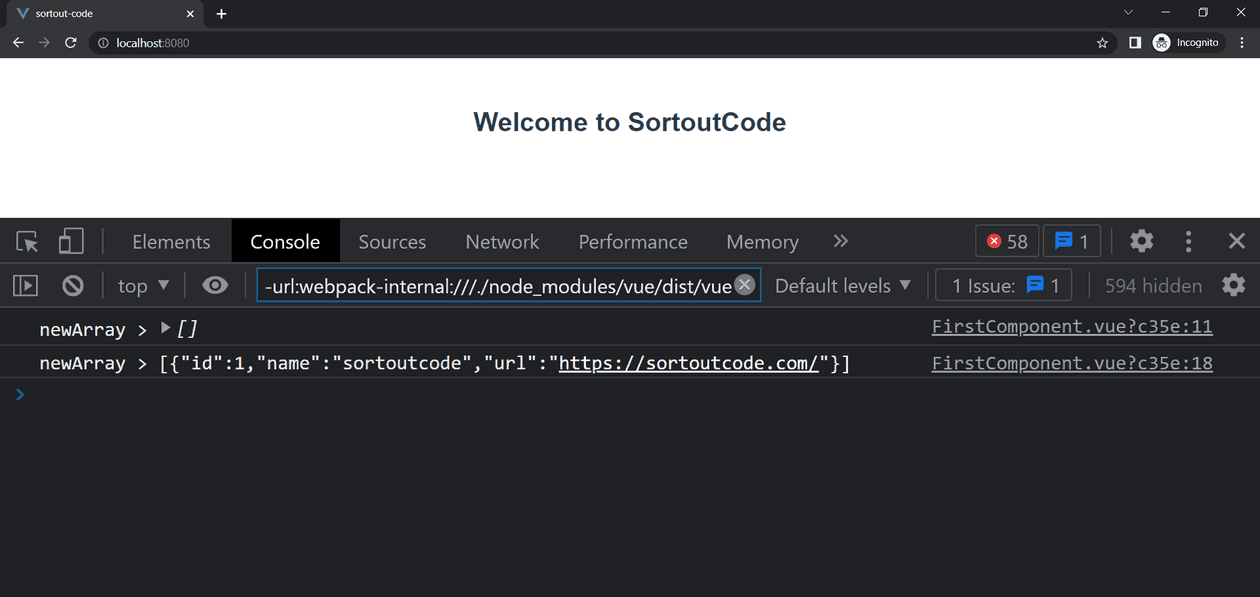 sortout-code
localhost:8080
Incognito
Welcome to SortoutCode
Elements Console Sources Network Performance Memory 58 1
top -url:webpack-internal:///./node_modules/vue/dist/vue Default levels 1 Issue: 1 594 hidden
newArray > [] FirstComponent.vue?c35e:11
newArray > [{"id":1,"name":"sortoutcode","url":"https://sortoutcode.com/"}] FirstComponent.vue?c35e:18